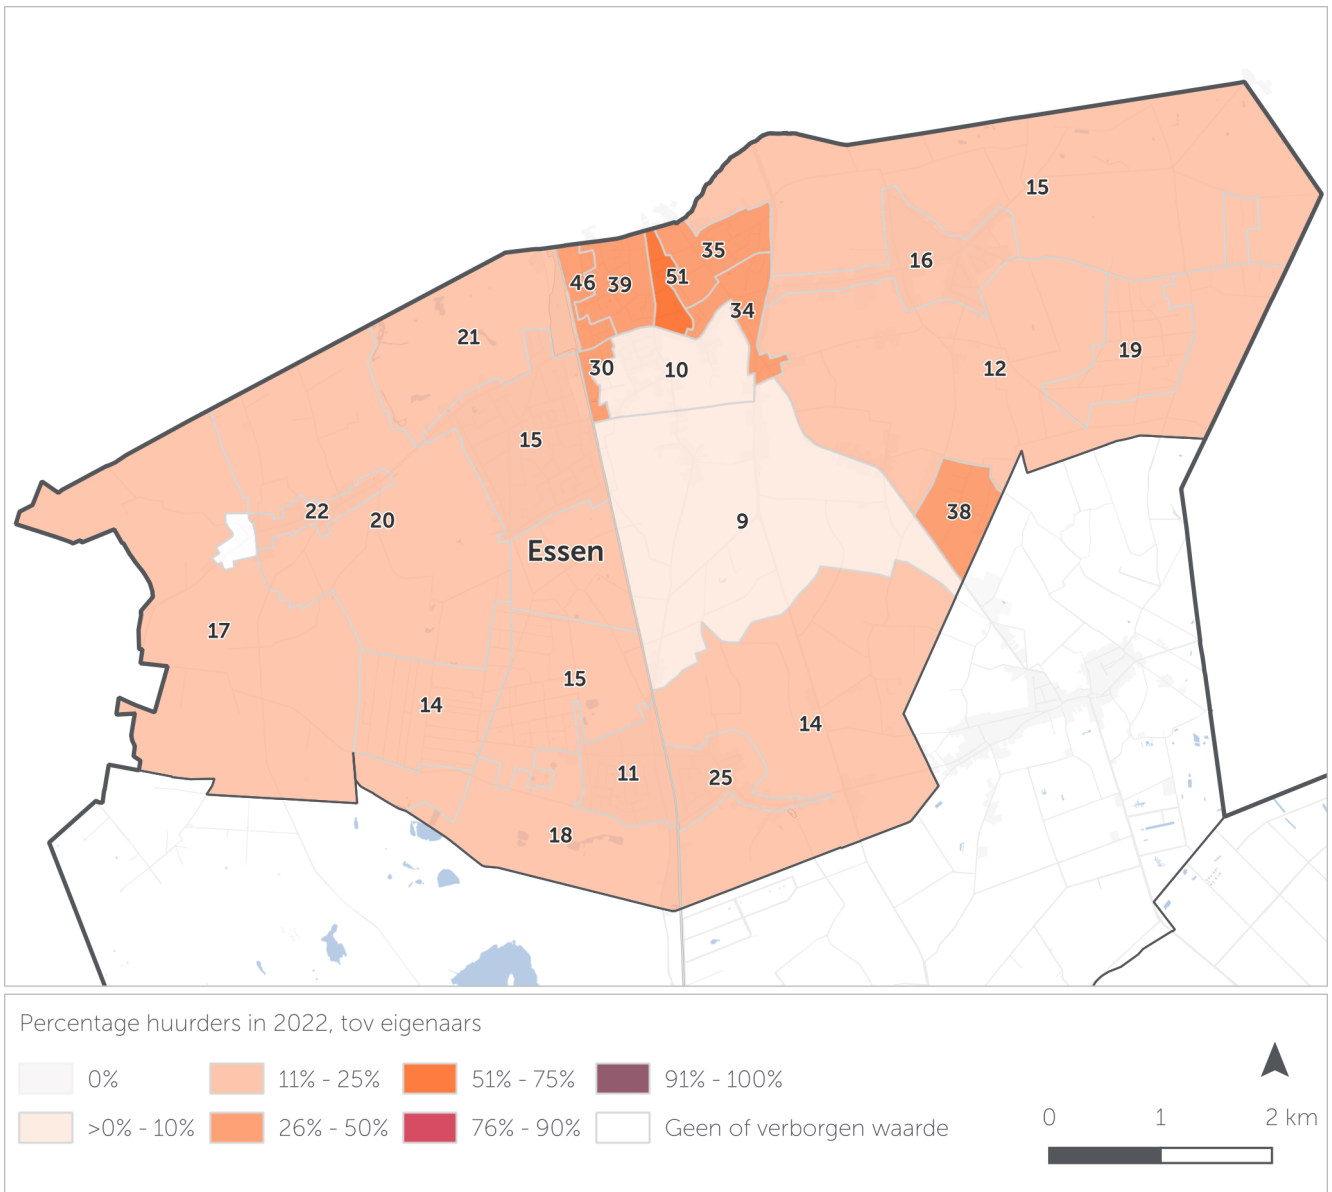 15
35
16
46
39
51
34
21
30
10
12
19
15
22
20
9
38
Essen
17
15
14
14
11
25
18
Percentage huurders in 2022, tov eigenaars
0%
11% - 25%
51% - 75%
91% - 100%
>0% - 10%
26% - 50%
76% - 90%
Geen of verborgen waarde
0 1 2 km